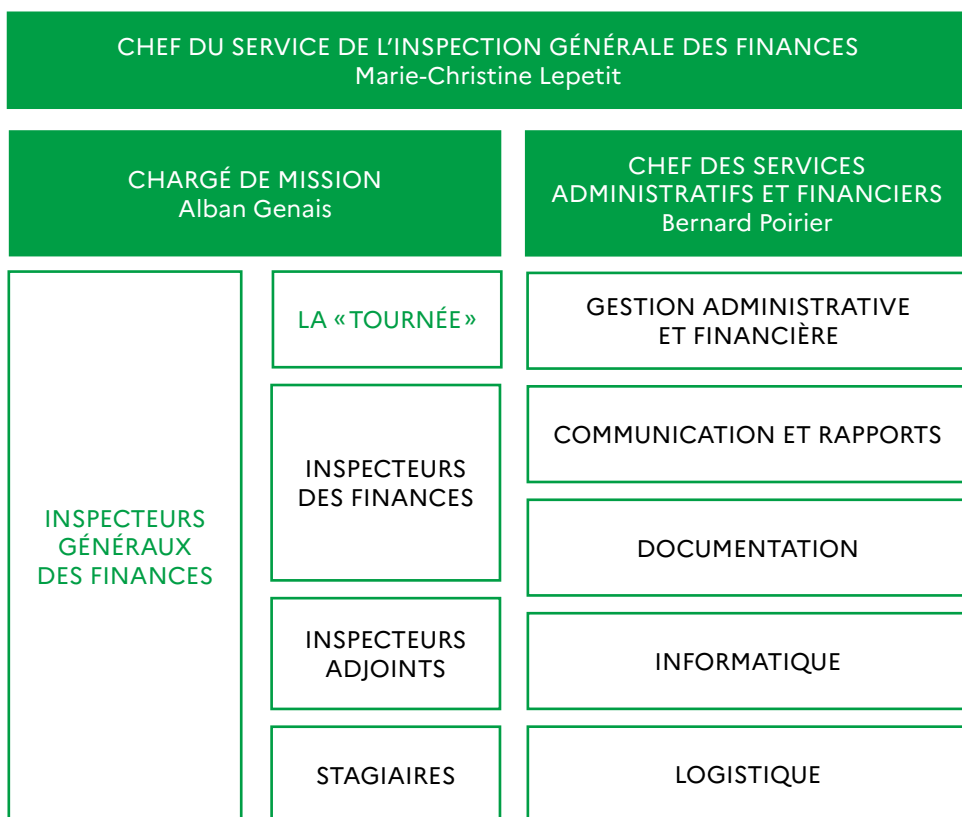 CHEF DU SERVICE DE L’INSPECTION GÉNÉRALE DES FINANCES
Marie-Christine Lepetit
CHARGÉ DE MISSION
Alban Genais
CHEF DES SERVICES
ADMINISTRATIFS ET FINANCIERS
Bernard Poirier
INSPECTEURS
GÉNÉRAUX
DES FINANCES
LA « TOURNÉE »
INSPECTEURS
DES FINANCES
INSPECTEURS
ADJOINTS
STAGIAIRES
GESTION ADMINISTRATIVE
ET FINANCIÈRE
COMMUNICATION ET RAPPORTS
DOCUMENTATION
INFORMATIQUE
LOGISTIQUE